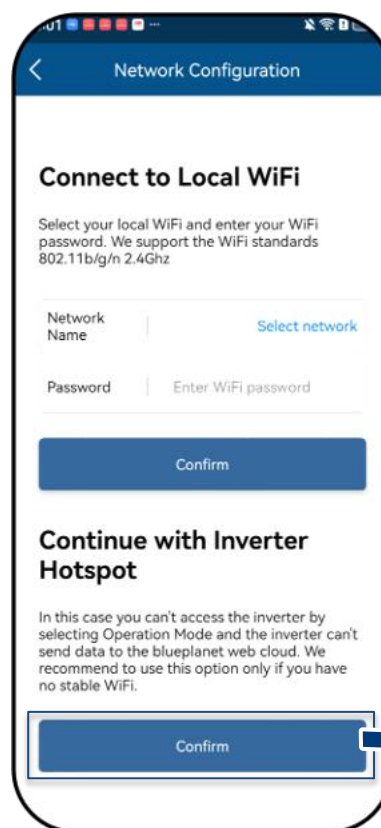 :01
Network Configuration
Connect to Local WiFi
Select your local WiFi and enter your WiFi
password. We support the WiFi standards
802.11b/g/n 2.4Ghz
Network
Name
Select network
Password
Enter WiFi password
Confirm
Continue with Inverter
Hotspot
In this case you can't access the inverter by
selecting Operation Mode and the inverter can't
send data to the blueplanet web cloud. We
recommend to use this option only if you have
no stable WiFi.
Confirm